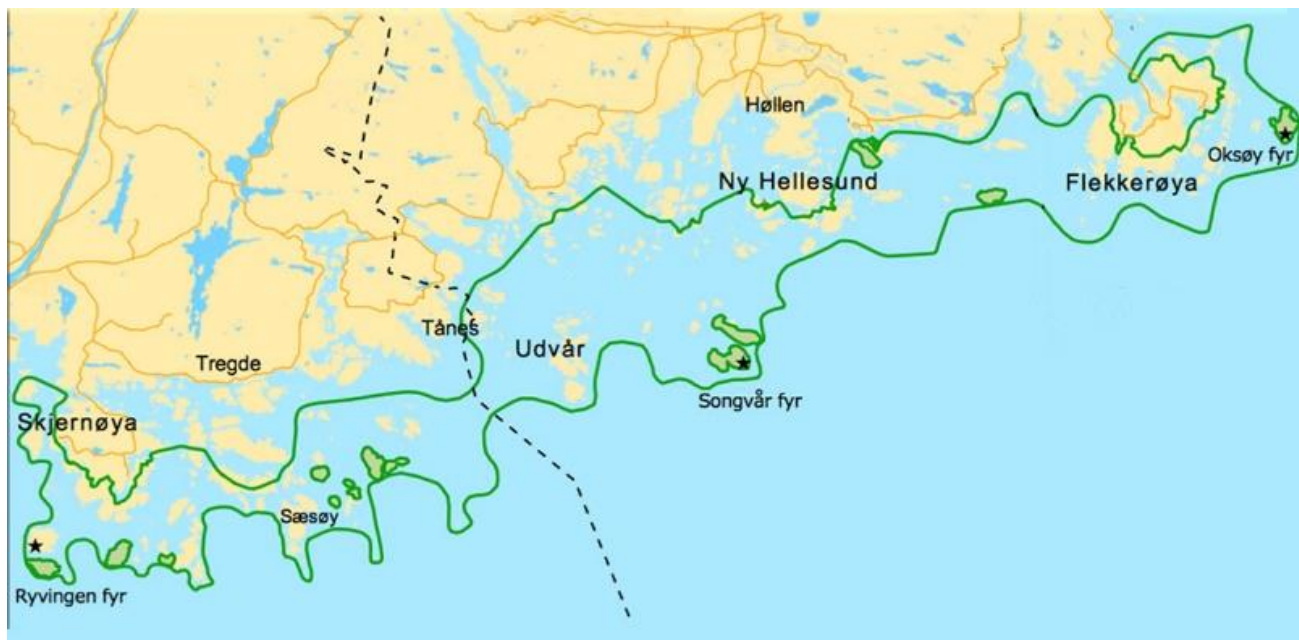 Høllen
Oksøy fyr
Ny Hellesund
Flekkerøya
Tånes
Udvår
Tregde
Songvår fyr
Skjernøya
Sæsøy
Ryvingen fyr